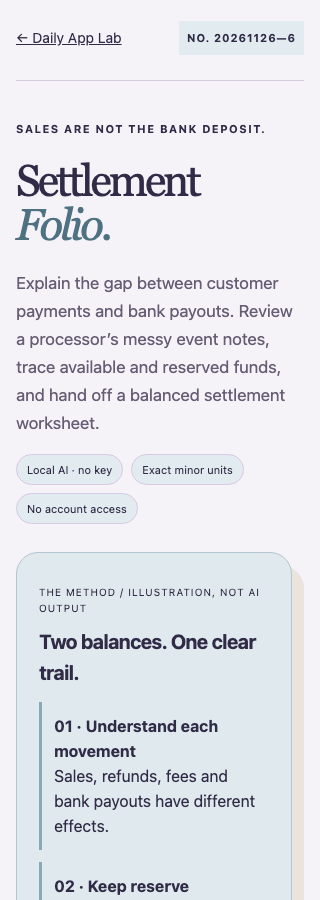 ← Daily App Lab
NO. 20261126—6
SALES ARE NOT THE BANK DEPOSIT.
Settlement
Folio.
Explain the gap between customer
payments and bank payouts. Review
a processor’s messy event notes,
trace available and reserved funds,
and hand off a balanced settlement
worksheet.
Local AI · no key
Exact minor units
No account access
THE METHOD / ILLUSTRATION, NOT AI
OUTPUT
Two balances. One clear
trail.
01 · Understand each
movement
Sales, refunds, fees and
bank payouts have different
effects.
02 · Keep reserve